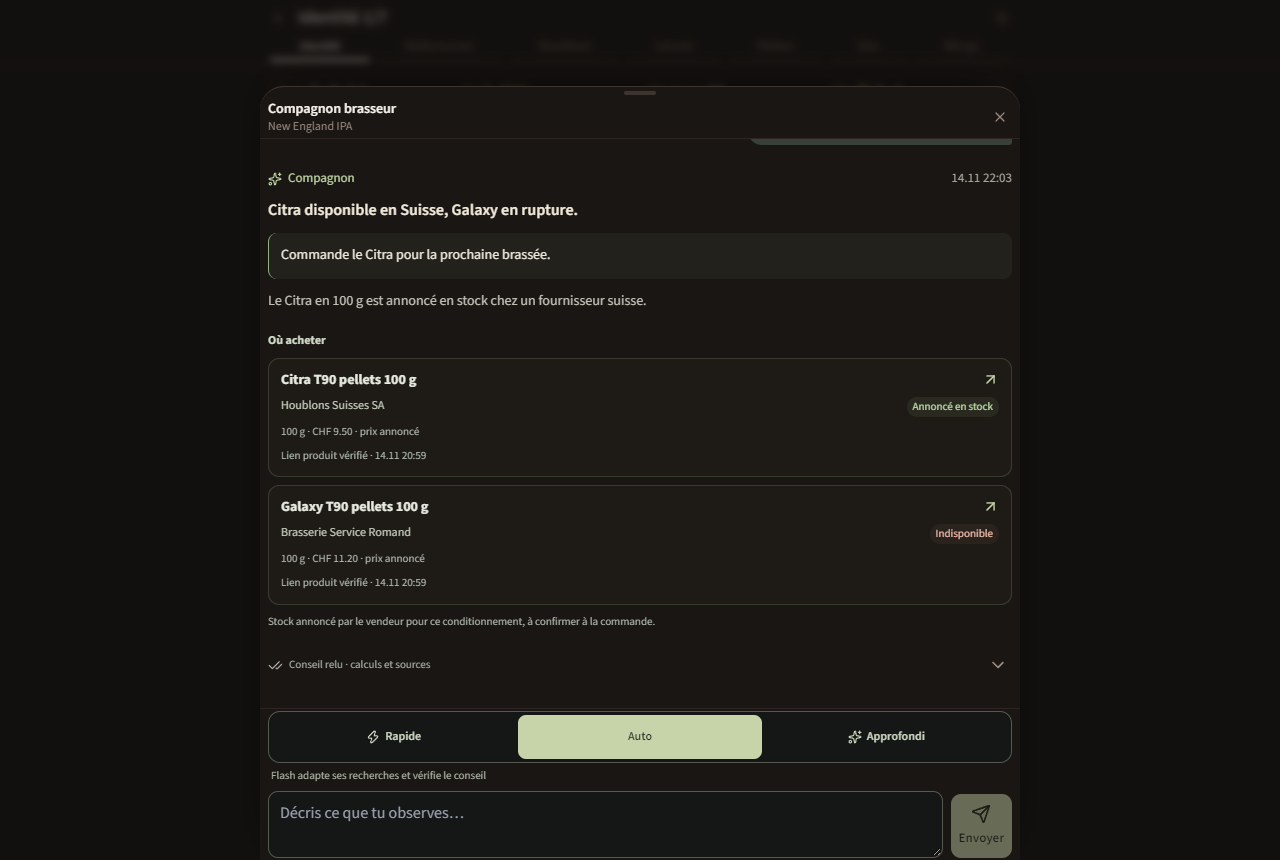 Compagnon brasseur
New England IPA
Compagnon
14.11 22:03
Citra disponible en Suisse, Galaxy en rupture.
Commande le Citra pour la prochaine brassée.
Le Citra en 100 g est annoncé en stock chez un fournisseur suisse.
Où acheter
Citra T90 pellets 100 g
Houblons Suisses SA
Annoncé en stock
100 g · CHF 9.50 · prix annoncé
Lien produit vérifié · 14.11 20:59
Galaxy T90 pellets 100 g
Brasserie Service Romand
Indisponible
100 g · CHF 11.20 · prix annoncé
Lien produit vérifié · 14.11 20:59
Stock annoncé par le vendeur pour ce conditionnement, à confirmer à la commande.
Conseil relu · calculs et sources
Rapide
Auto
Approfondi
Flash adapte ses recherches et vérifie le conseil
Décris ce que tu observes…
Envoyer